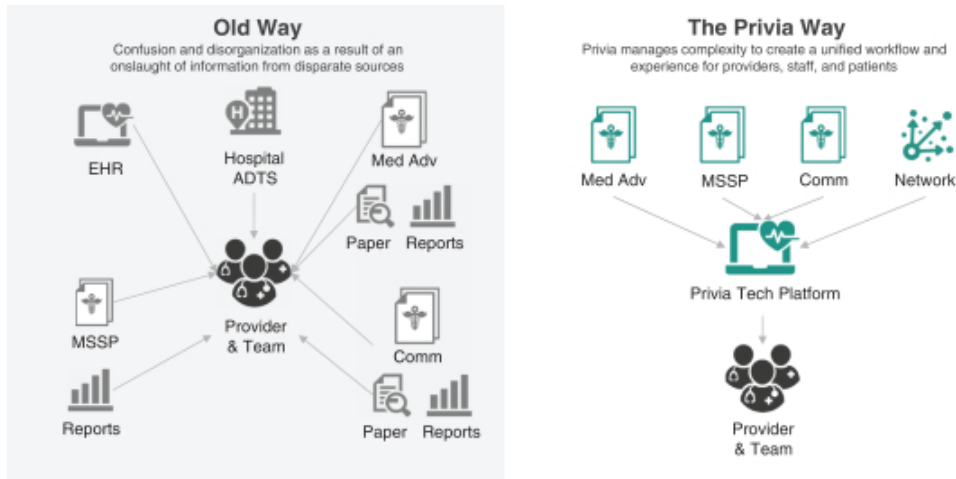 Old Way
Confusion and disorganization as a result of an
onslaught of information from disparate sources
EHR
Hospital
ADTS
Med Adv
Paper
Reports
MSSP
Provider
& Team
Comm
Reports
Paper
Reports
The Privia Way
Privia manages complexity to create a unified workflow and
experience for providers, staff, and patients
Med Adv
MSSP
Comm
Network
Privia Tech Platform
Provider
& Team